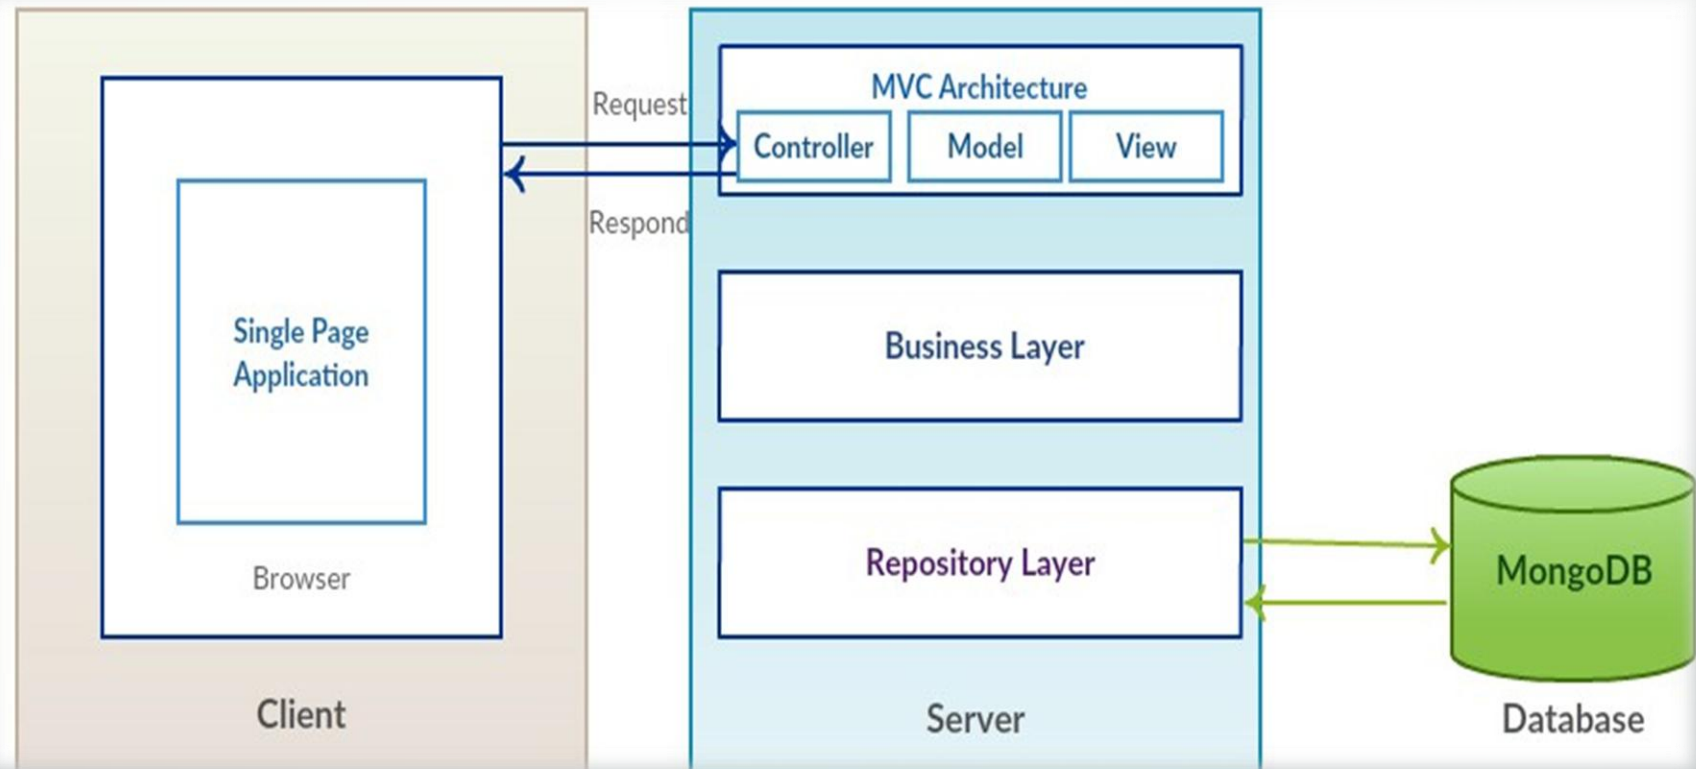 Single Page
Application
Browser
Client
Request
Respond
MVC Architecture
Controller
Model
View
Business Layer
Repository Layer
Server
MongoDB
Database